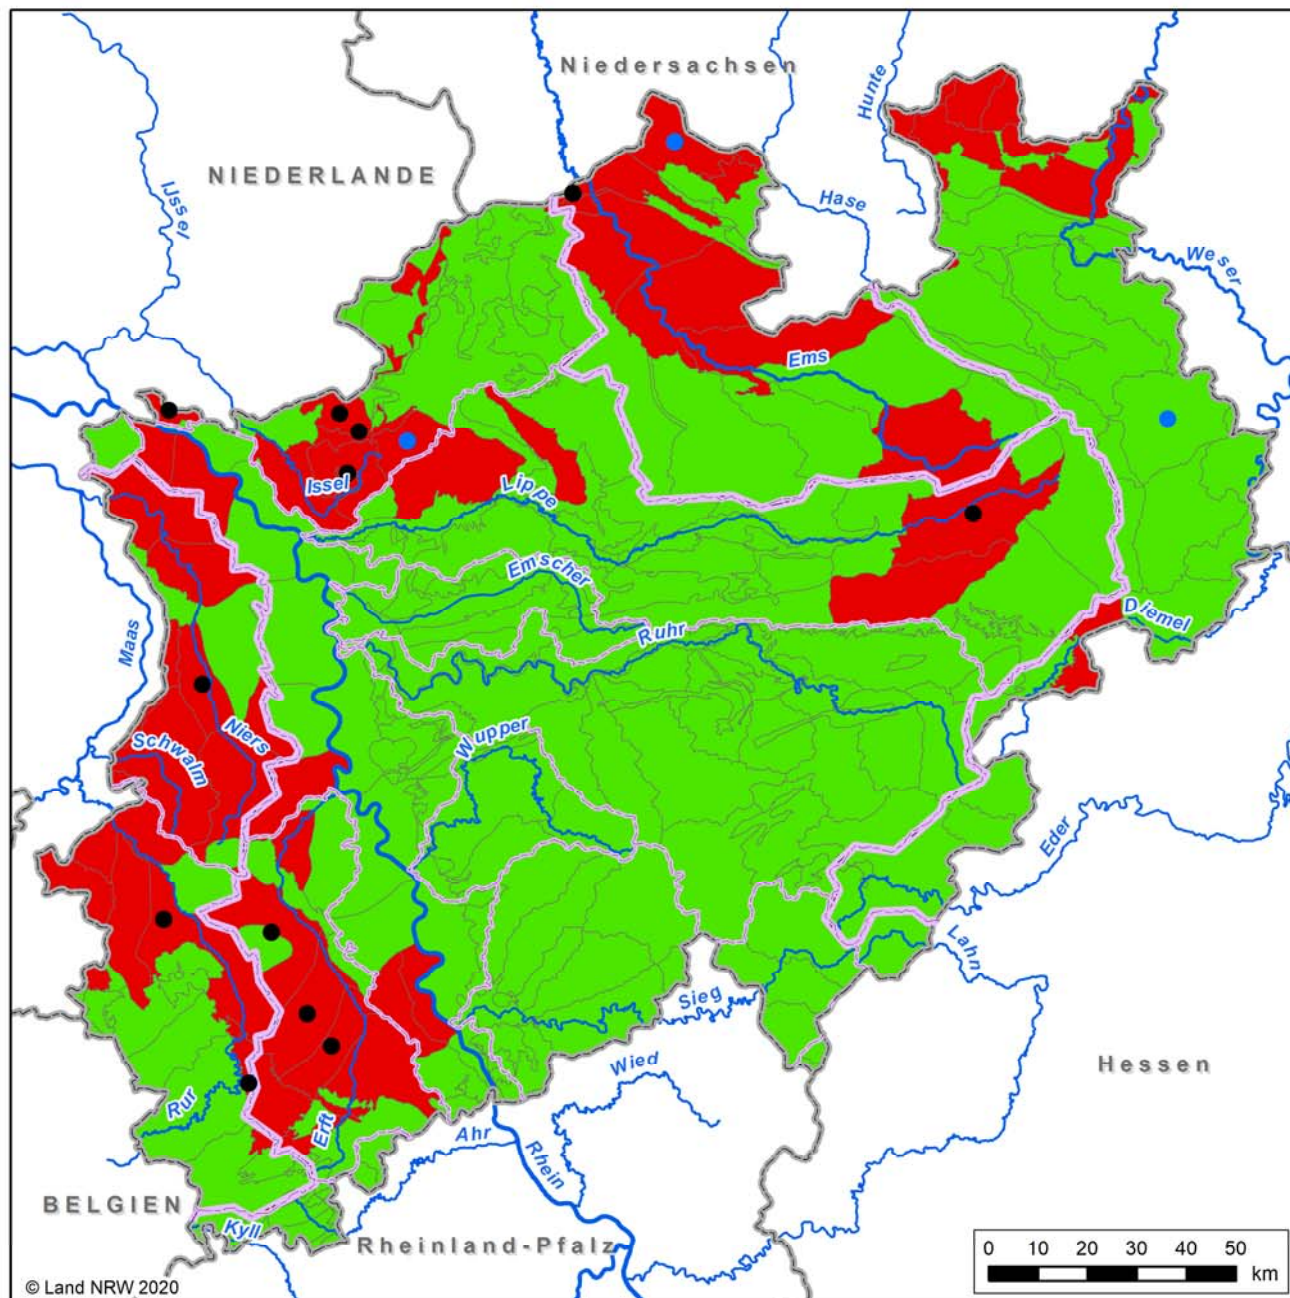 Niedersachsen
Hunte
NIEDERLANDE
IJssel
Hase
Weser
Ems
Issel
Lippe
Emscher
Diemel
Ruhr
Maas
Niers
Schwalm
Wupper
Eder
Lahn
Sieg
Wied
Hessen
Rur
Erft
Ahr
Rhein
BELGIEN
Kyll
Rheinland-Pfalz
0 10 20 30 40 50
km
© Land NRW 2020